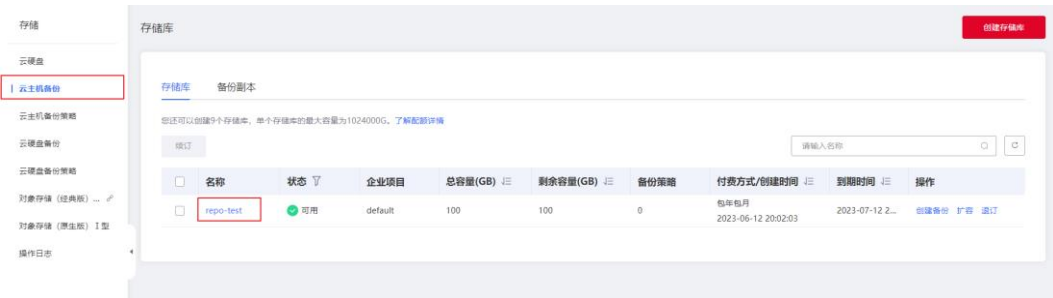 存储
云硬盘
云主机备份
云主机备份策略
云硬盘备份
云硬盘备份策略
对象存储（经典版）...
对象存储（原生版）I型
操作日志
存储库
创建存储库
存储库 备份副本
您还可以创建9个存储库，单个存储库的最大容量为1024000G。了解配额详情
续订
请输入名称
名称 状态 企业项目 总容量(GB) 剩余容量(GB) 备份策略 付费方式/创建时间 到期时间 操作
repo-test 可用 default 100 100 0 包年包月 2023-07-12 2... 创建备份 扩容 退订
2023-06-12 20:02:03